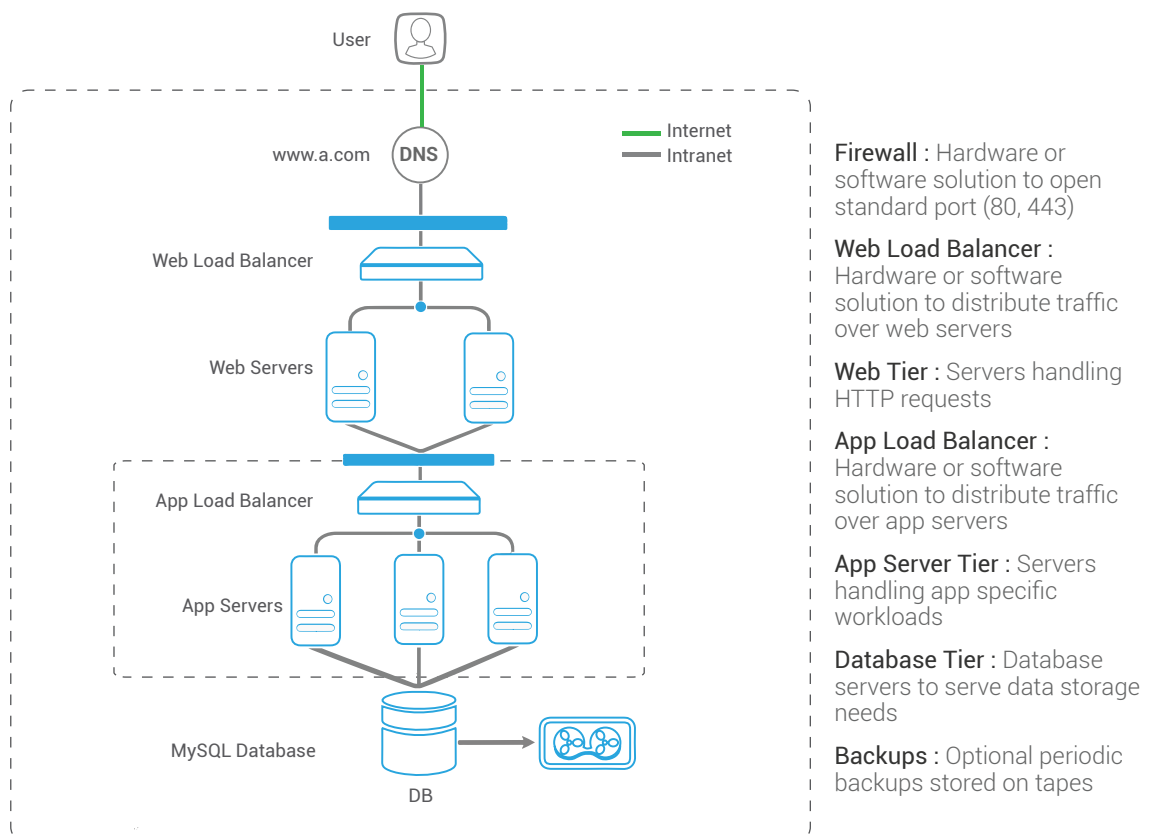 User
www.a.com
DNS
Internet
Intranet
Web Load Balancer
Web Servers
App Load Balancer
App Servers
MySQL Database
DB
Firewall : Hardware or
software solution to open
standard port (80, 443)
Web Load Balancer :
Hardware or software
solution to distribute traffic
over web servers
Web Tier : Servers handling
HTTP requests
App Load Balancer :
Hardware or software
solution to distribute traffic
over app servers
App Server Tier : Servers
handling app specific
workloads
Database Tier : Database
servers to serve data storage
needs
Backups : Optional periodic
backups stored on tapes